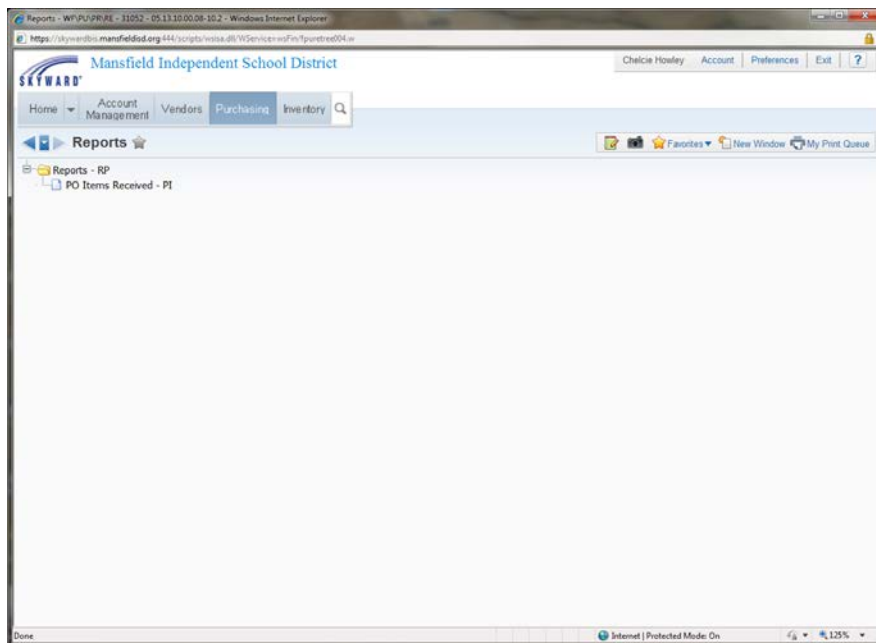 Reports - WF\PU\PR\RE - 31052 - 05.13.10.00.08-10.2 - Windows Internet Explorer
https://skywardbis.mansfieldisd.org:444/scripts/wsisa.dll/WService=wsFin/fpuretree004.w
SKYWARD Mansfield Independent School District Chelcie Howley Account Preferences Exit ?
Home Account Management Vendors Purchasing Inventory
Reports Favorites New Window My Print Queue
Reports - RP
PO Items Received - PI
Done Internet | Protected Mode: On 125%